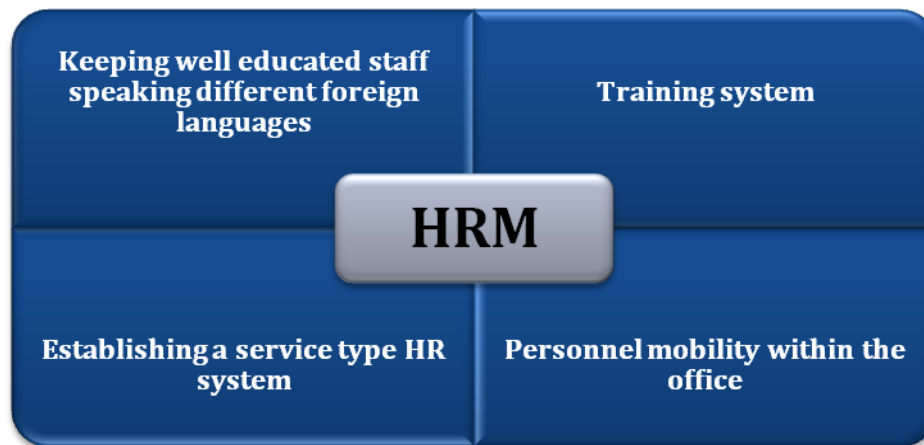 Keeping well educated staff
speaking different foreign
languages
Training system
HRM
Establishing a service type HR
system
Personnel mobility within the
office